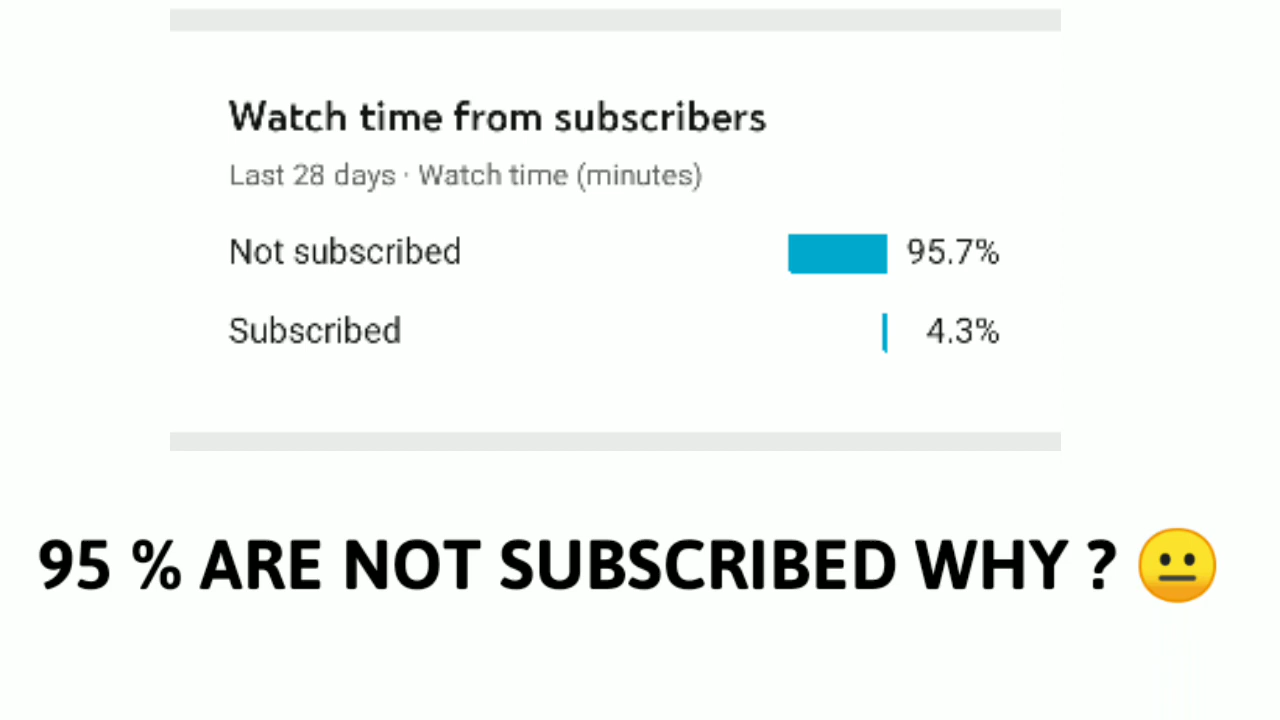 Watch time from subscribers
Last 28 days · Watch time (minutes)
Not subscribed 95.7%
Subscribed 4.3%
95 % ARE NOT SUBSCRIBED WHY ? 😐